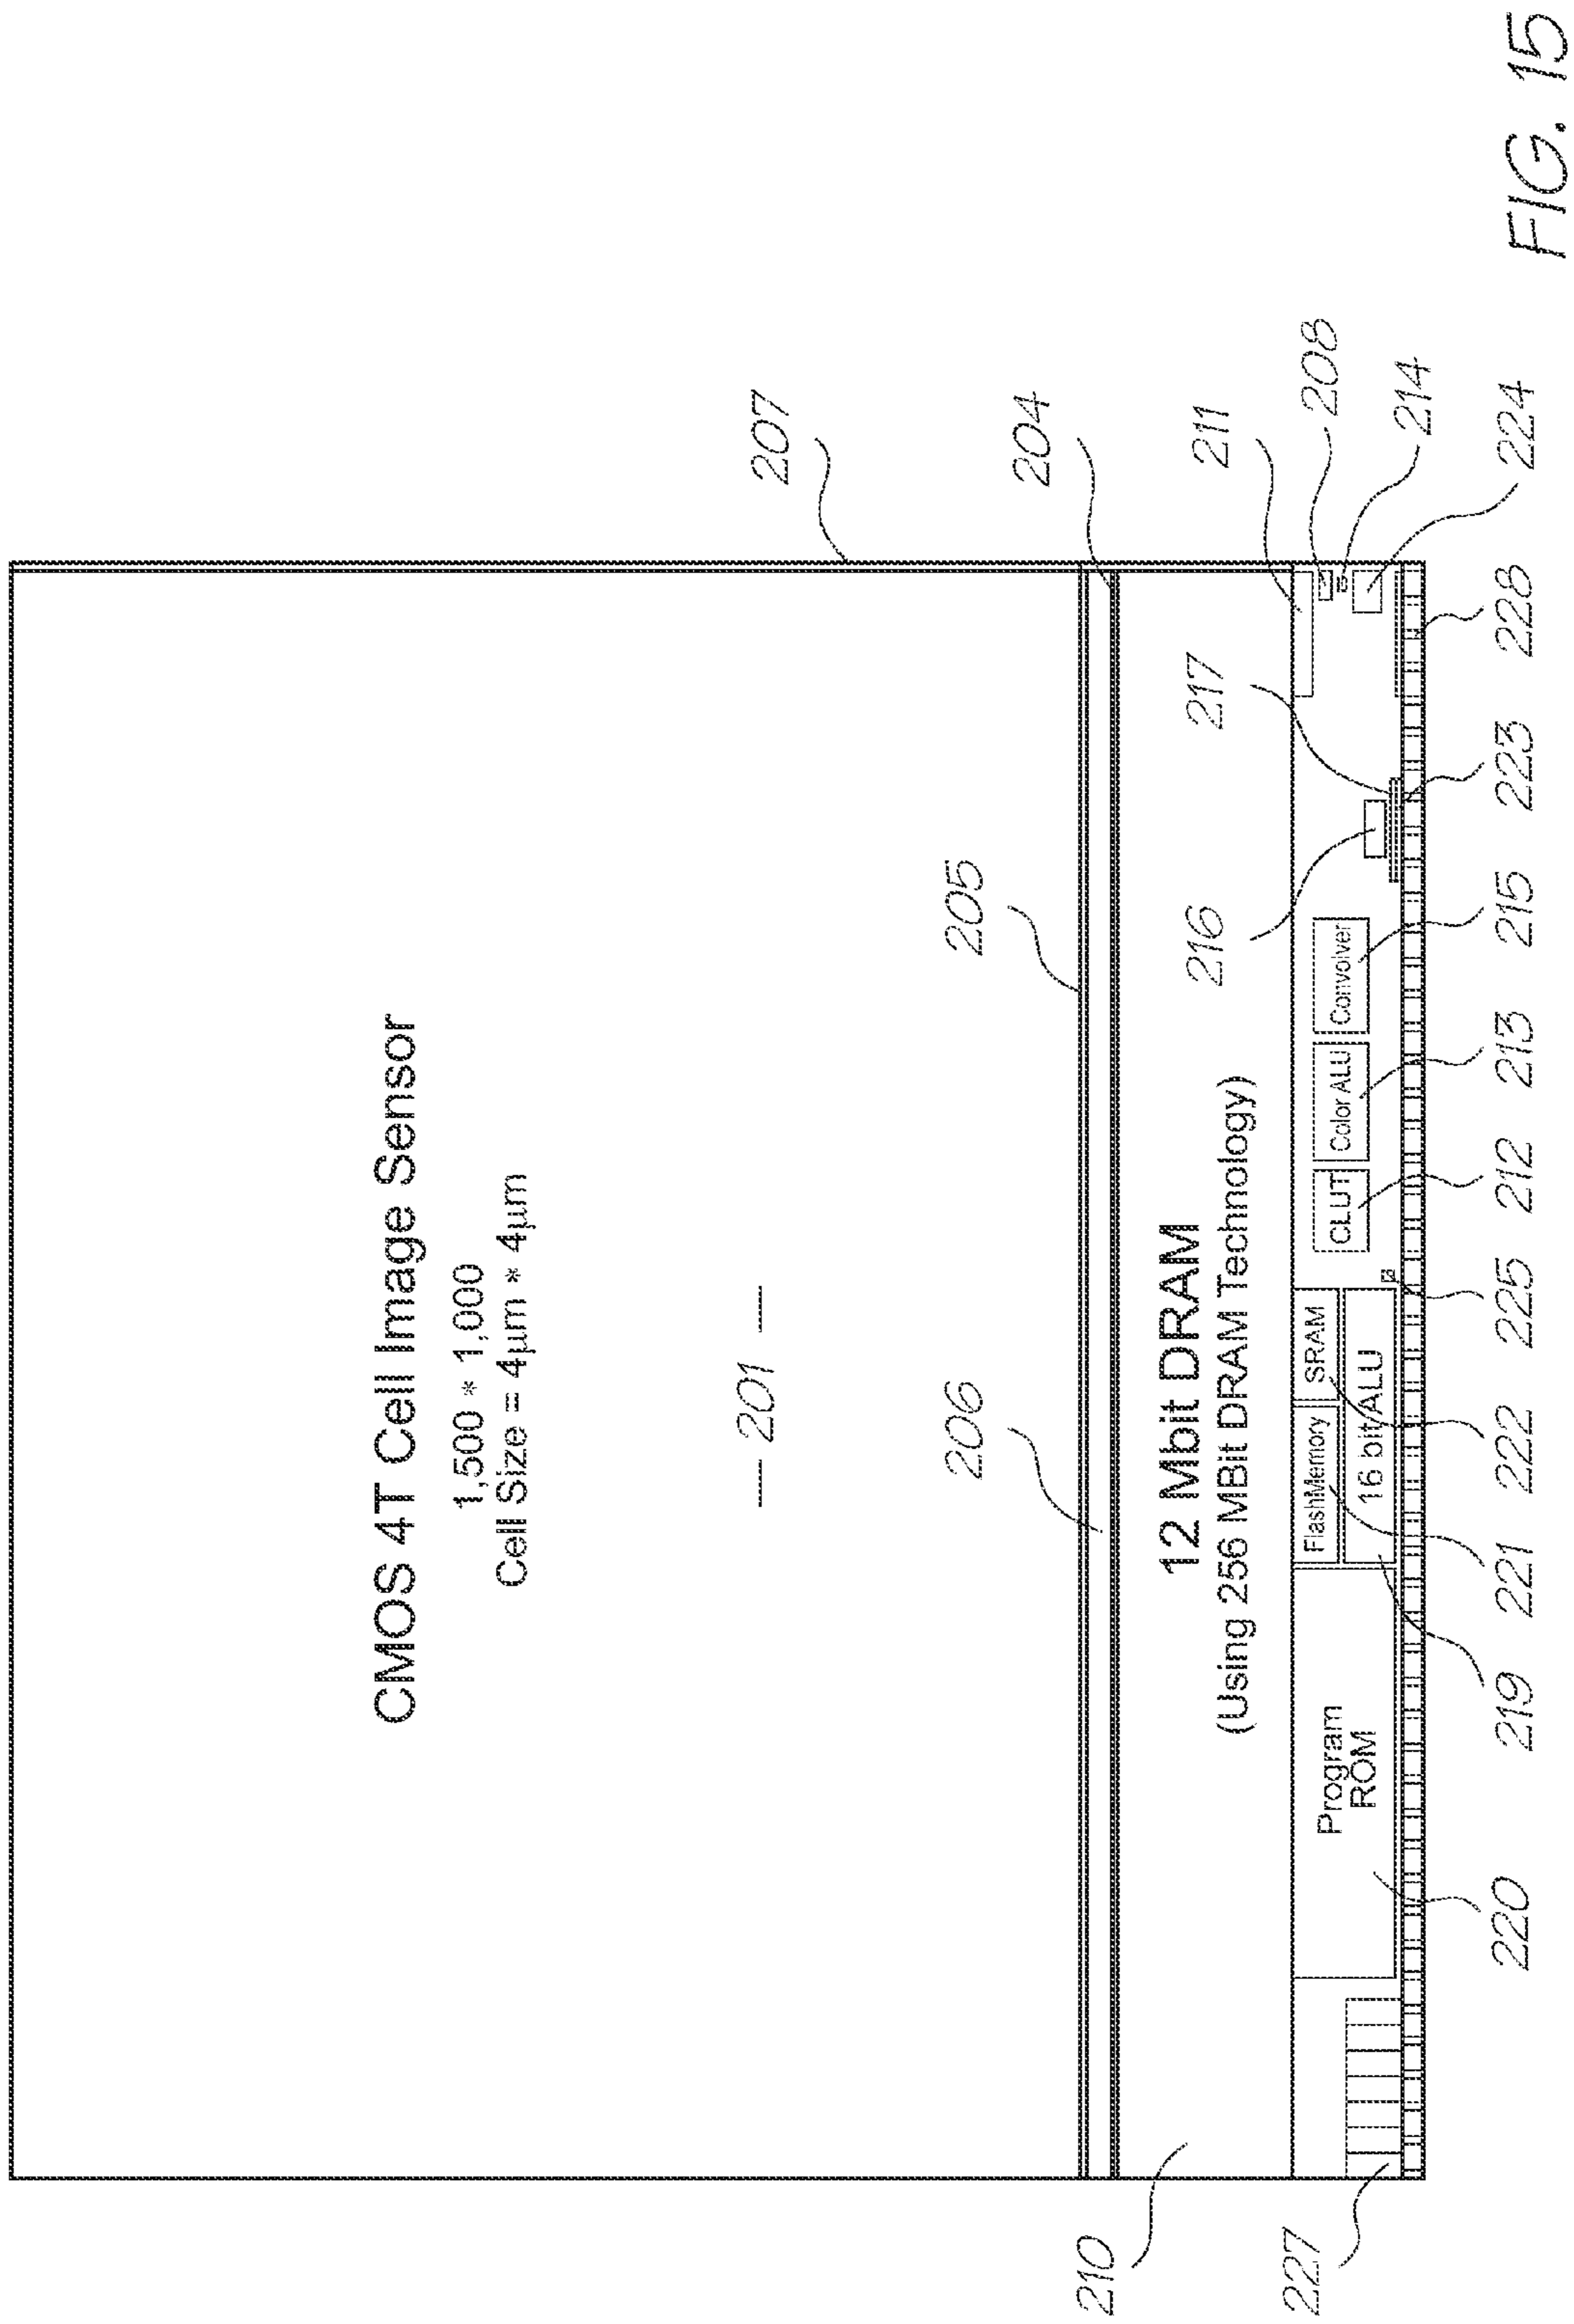 CMOS 4T Cell Image Sensor
1,500 * 1,000
Cell Size = 4µm * 4µm
— 201 —
207
205
206
204
12 Mbit DRAM
(Using 256 MBit DRAM Technology)
210
216
217
211
208
214
224
Program
ROM
FlashMemory
SRAM
16 bit ALU
CLUT
Color ALU
Convolver
227
220
219
221
222
225
212
213
215
223
228
FIG. 15